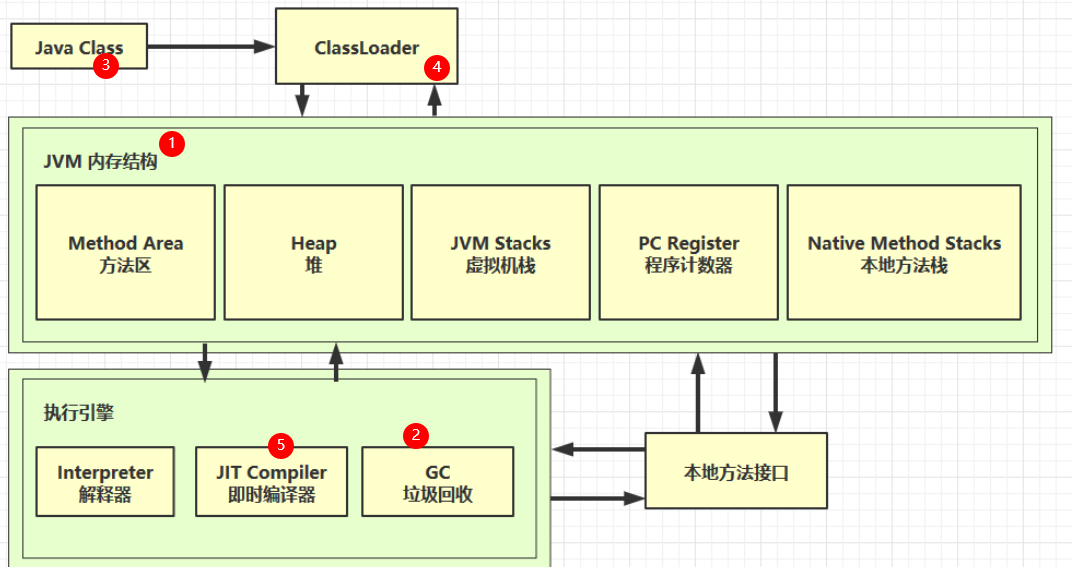 Java Class
3
ClassLoader
4
JVM 内存结构
1
Method Area
方法区
Heap
堆
JVM Stacks
虚拟机栈
PC Register
程序计数器
Native Method Stacks
本地方法栈
执行引擎
Interpreter
解释器
5
JIT Compiler
即时编译器
2
GC
垃圾回收
本地方法接口